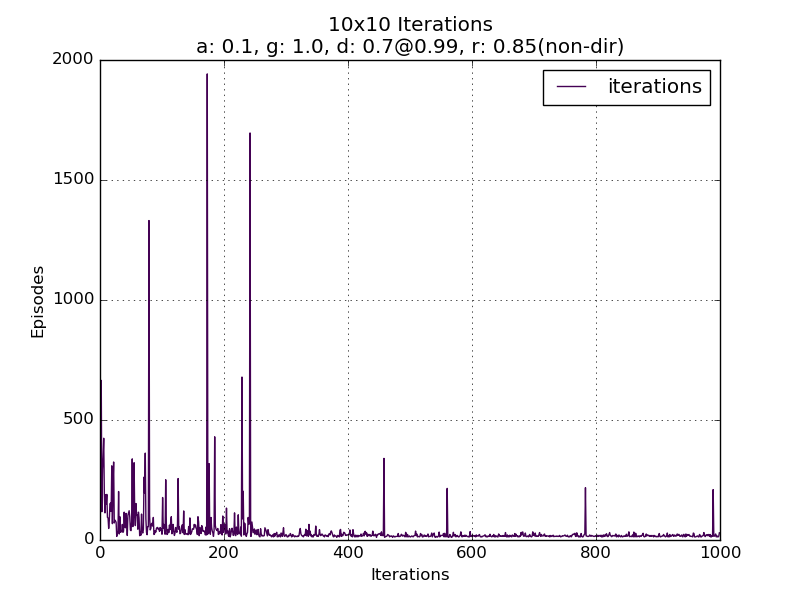 10x10 Iterations
a: 0.1, g: 1.0, d: 0.7@0.99, r: 0.85(non-dir)
2000
iterations
1500
Episodes
1000
500
0
0 200 400 600 800 1000
Iterations